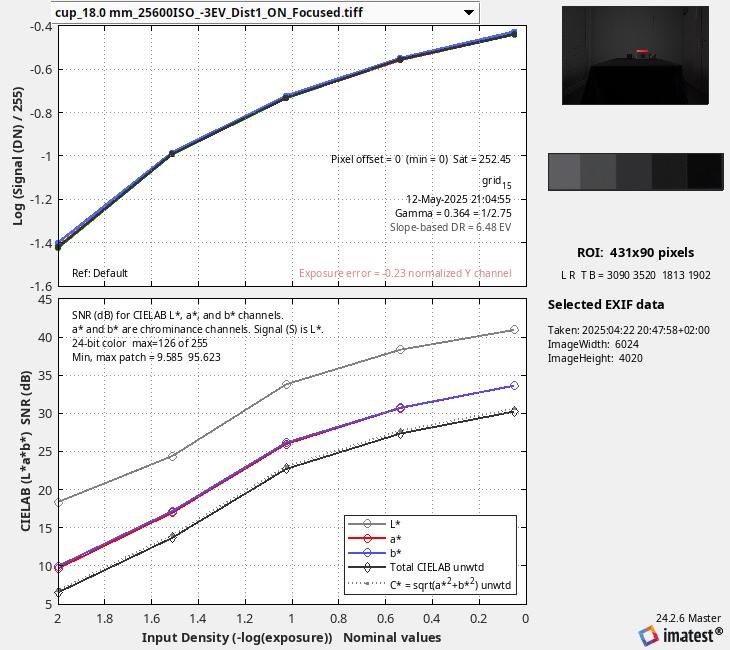 cup_18.0 mm_25600ISO_-3EV_Dist1_ON_Focused.tiff
-0.4
-0.6
-0.8
-1
-1.2
-1.4
-1.6
Log (Signal (DN) / 255)
Pixel offset = 0 (min = 0) Sat = 252.45
grid15
12-May-2025 21:04:55
Gamma = 0.364 = 1/2.75
Slope-based DR = 6.48 EV
Ref: Default
Exposure error = -0.23 normalized Y channel
ROI: 431x90 pixels
L R T B = 3090 3520 1813 1902
Selected EXIF data
Taken: 2025:04:22 20:47:58+02:00
ImageWidth: 6024
ImageHeight: 4020
45
40
35
30
25
20
15
10
5
CIELAB (L*a*b*) SNR (dB)
SNR (dB) for CIELAB L*, a*, and b* channels.
a* and b* are chrominance channels. Signal (S) is L*.
24-bit color max=126 of 255
Min, max patch = 9.585 95.623
L*
a*
b*
Total CIELAB unwtd
C* = sqrt(a*2+b*2) unwtd
2 1.8 1.6 1.4 1.2 1 0.8 0.6 0.4 0.2 0
Input Density (-log(exposure)) Nominal values
24.2.6 Master
imatest®